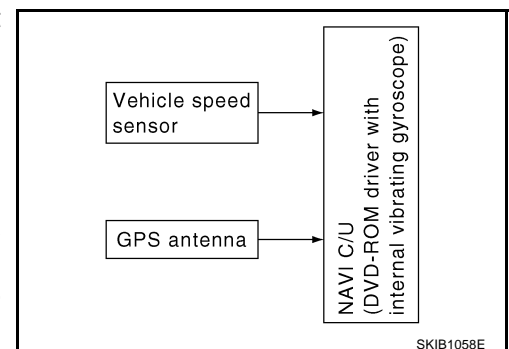 Vehicle speed
sensor
GPS antenna
NAVI C/U
(DVD-ROM driver with
internal vibrating gyroscope)
SKIB1058E